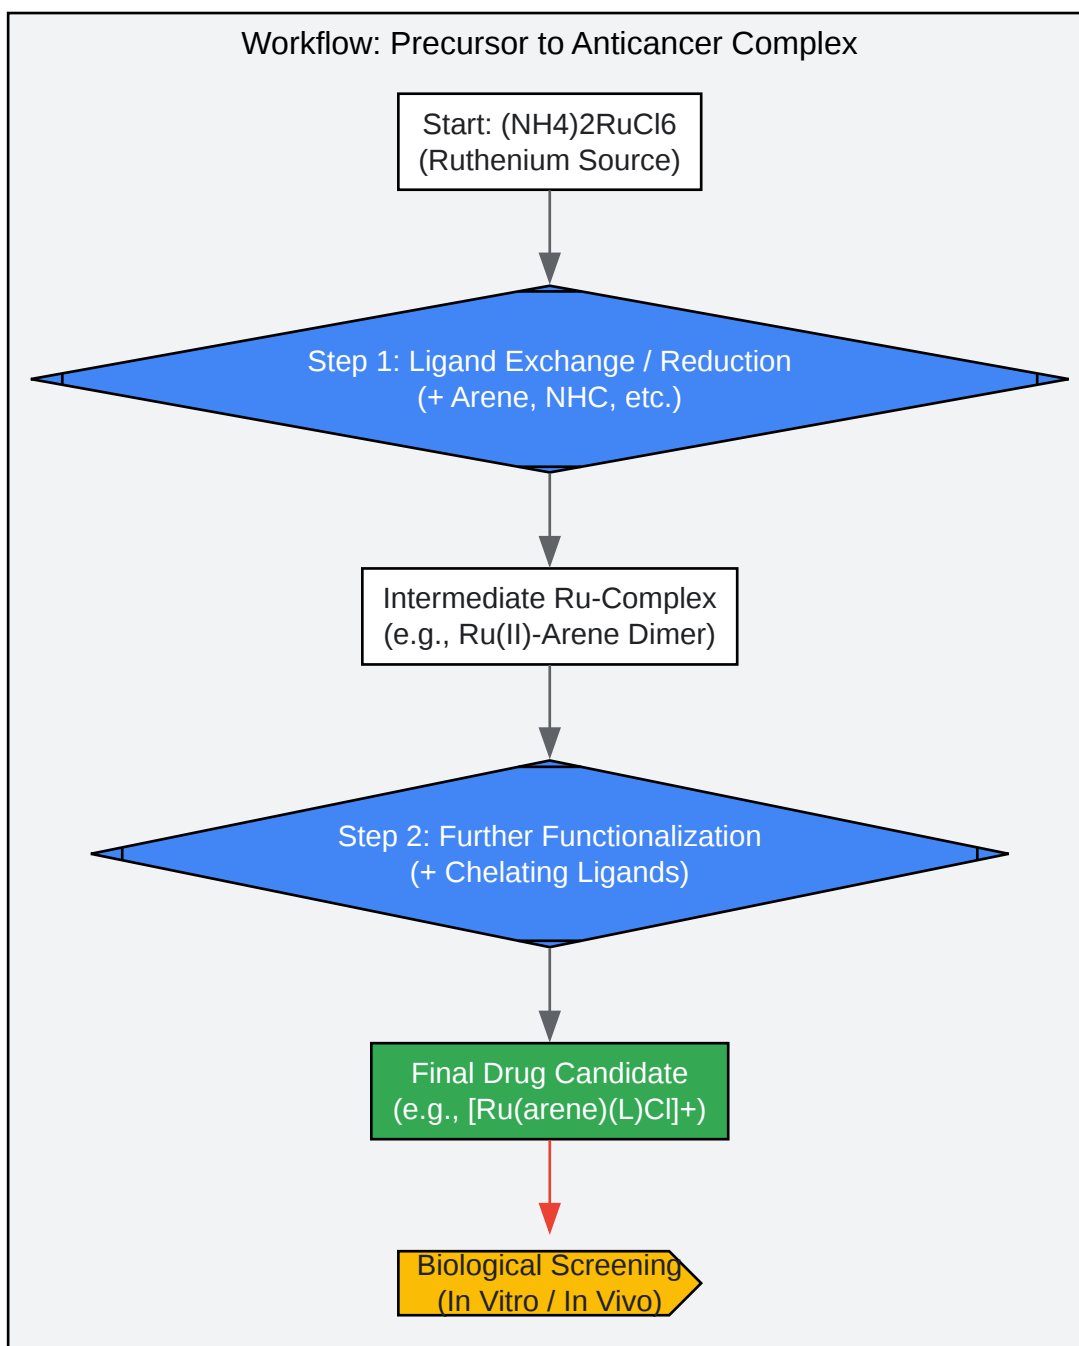 Workflow: Precursor to Anticancer Complex
Start: (NH4)2RuCl6
(Ruthenium Source)
Step 1: Ligand Exchange / Reduction
(+ Arene, NHC, etc.)
Intermediate Ru-Complex
(e.g., Ru(II)-Arene Dimer)
Step 2: Further Functionalization
(+ Chelating Ligands)
Final Drug Candidate
(e.g., [Ru(arene)(L)Cl]+)
Biological Screening
(In Vitro / In Vivo)